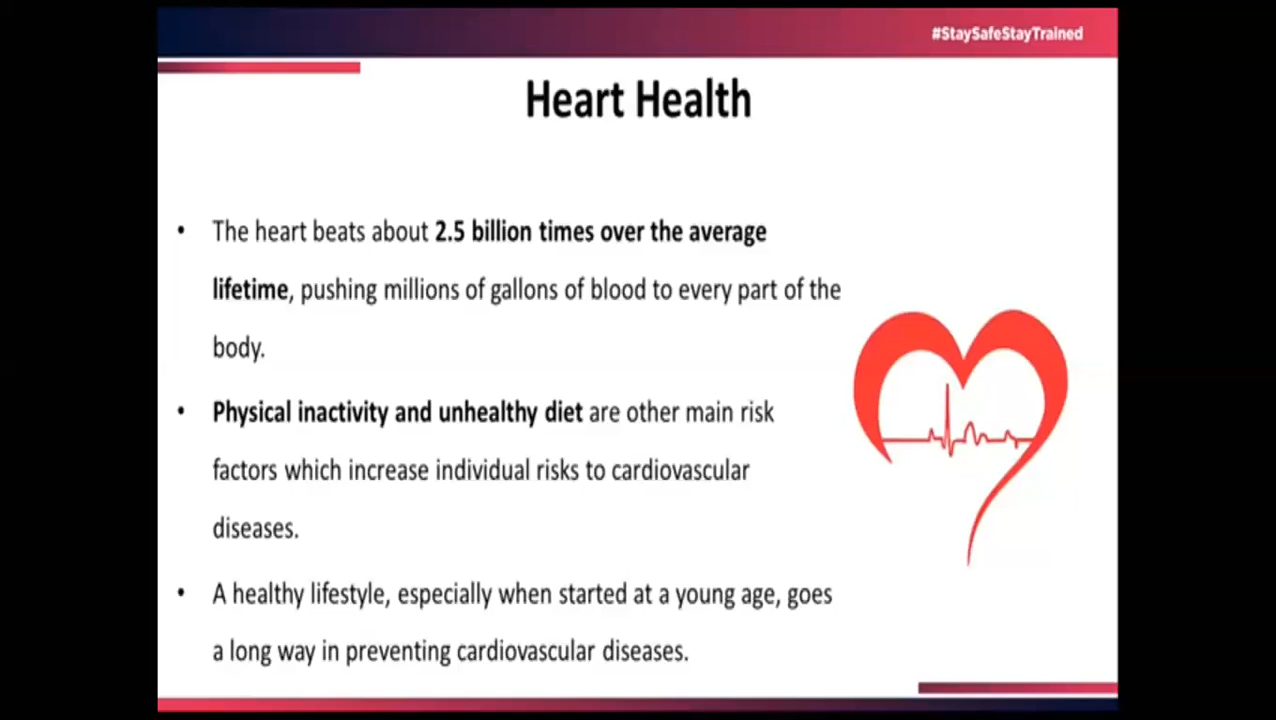 #StaySafeStayTrained
Heart Health
• The heart beats about 2.5 billion times over the average
lifetime, pushing millions of gallons of blood to every part of the
body.
• Physical inactivity and unhealthy diet are other main risk
factors which increase individual risks to cardiovascular
diseases.
• A healthy lifestyle, especially when started at a young age, goes
a long way in preventing cardiovascular diseases.